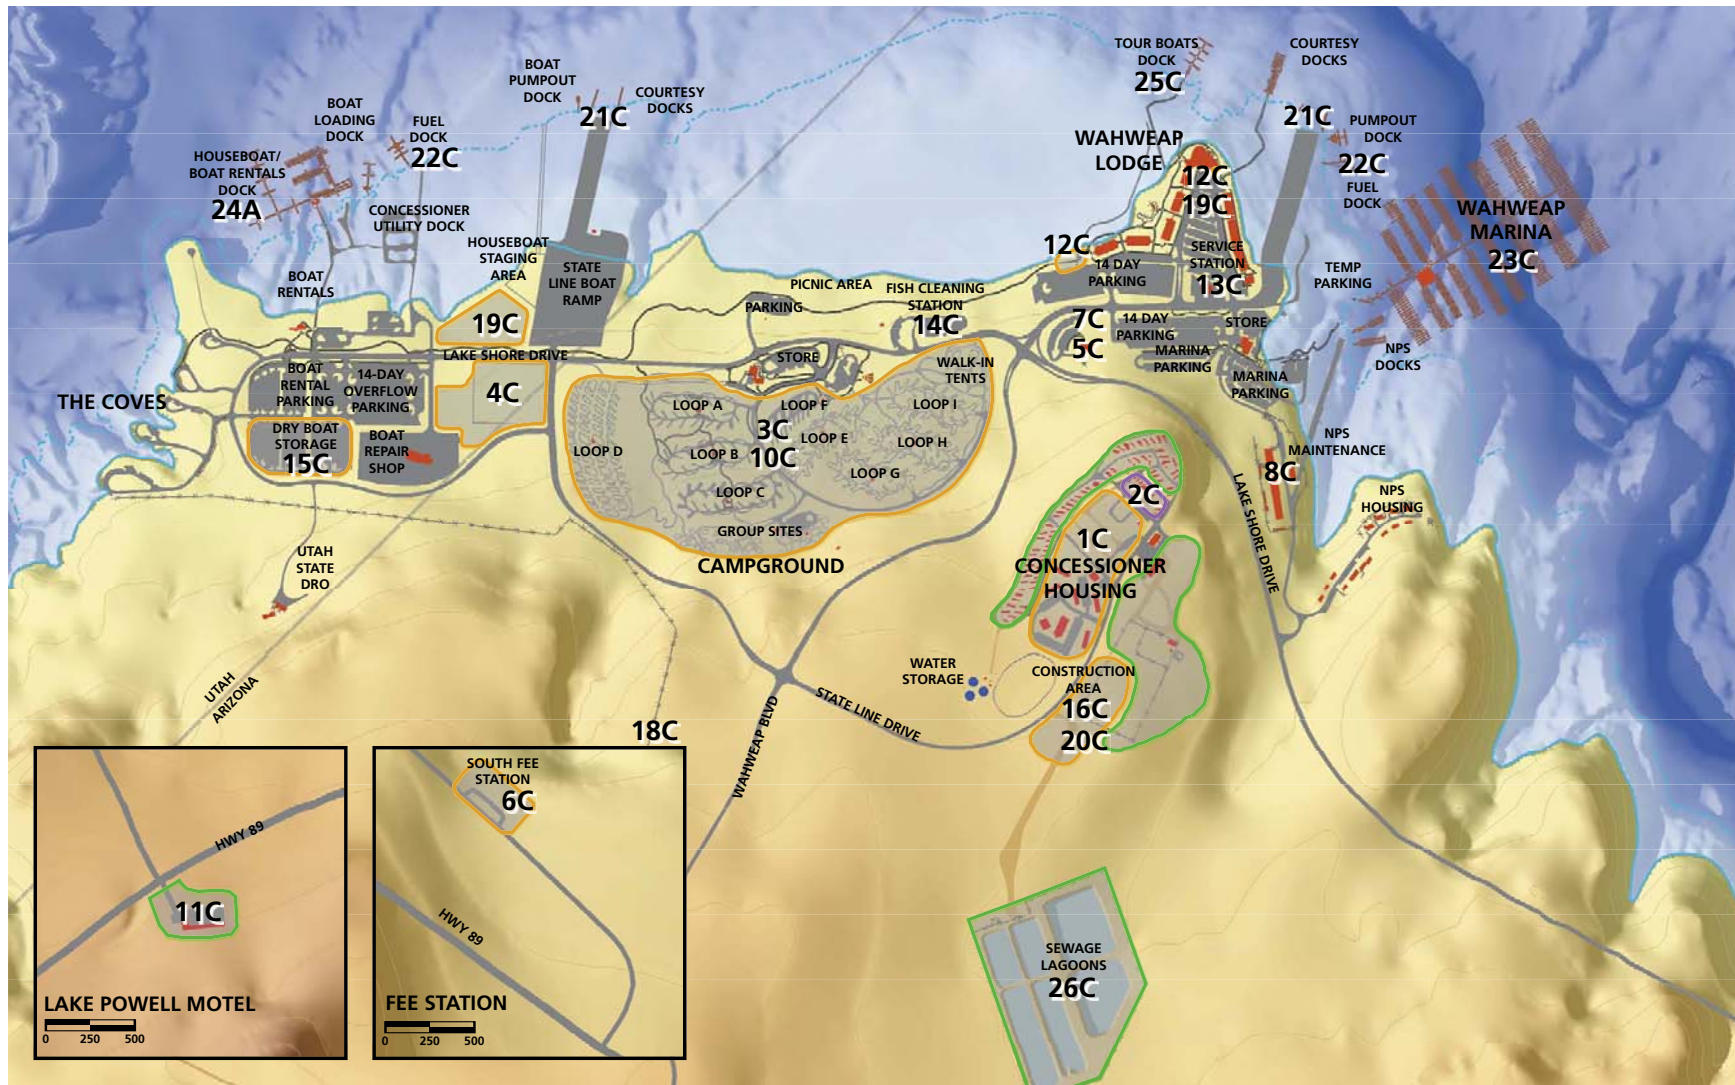 BOAT
PUMPOUT
DOCK
21C
COURTESY
DOCKS
TOUR BOATS
DOCK
25C
COURTESY
DOCKS
BOAT
LOADING
DOCK
FUEL
DOCK
22C
HOUSEBOAT/
BOAT RENTALS
DOCK
24A
CONCESSIONER
UTILITY DOCK
WAHWEAP
LODGE
12C
19C
21C
PUMPOUT
DOCK
22C
FUEL
DOCK
WAHWEAP
MARINA
23C
HOUSEBOAT
STAGING
AREA
19C
STATE
LINE BOAT
RAMP
BOAT
RENTALS
12C
14 DAY
PARKING
SERVICE
STATION
13C
TEMP
PARKING
PICNIC AREA
PARKING
FISH CLEANING
STATION
14C
7C
5C
14 DAY
PARKING
STORE
MARINA
PARKING
MARINA
PARKING
NPS
DOCKS
LAKE SHORE DRIVE
STORE
WALK-IN
TENTS
THE COVES
BOAT
RENTAL
PARKING
14-DAY
OVERFLOW
PARKING
4C
DRY BOAT
STORAGE
15C
BOAT
REPAIR
SHOP
LOOP A
LOOP F
LOOP I
3C
10C
LOOP E
LOOP H
LOOP D
LOOP B
LOOP G
LOOP C
GROUP SITES
CAMPGROUND
NPS
MAINTENANCE
8C
LAKE SHORE DRIVE
NPS
HOUSING
2C
1C
CONCESSIONER
HOUSING
UTAH
STATE
DRO
UTAH
ARIZONA
WATER
STORAGE
CONSTRUCTION
AREA
16C
20C
STATE LINE DRIVE
WAHWEAP BLVD
18C
HWY 89
11C
LAKE POWELL MOTEL
0 250 500
SOUTH FEE
STATION
6C
HWY 89
FEE STATION
0 250 500
SEWAGE
LAGOONS
26C